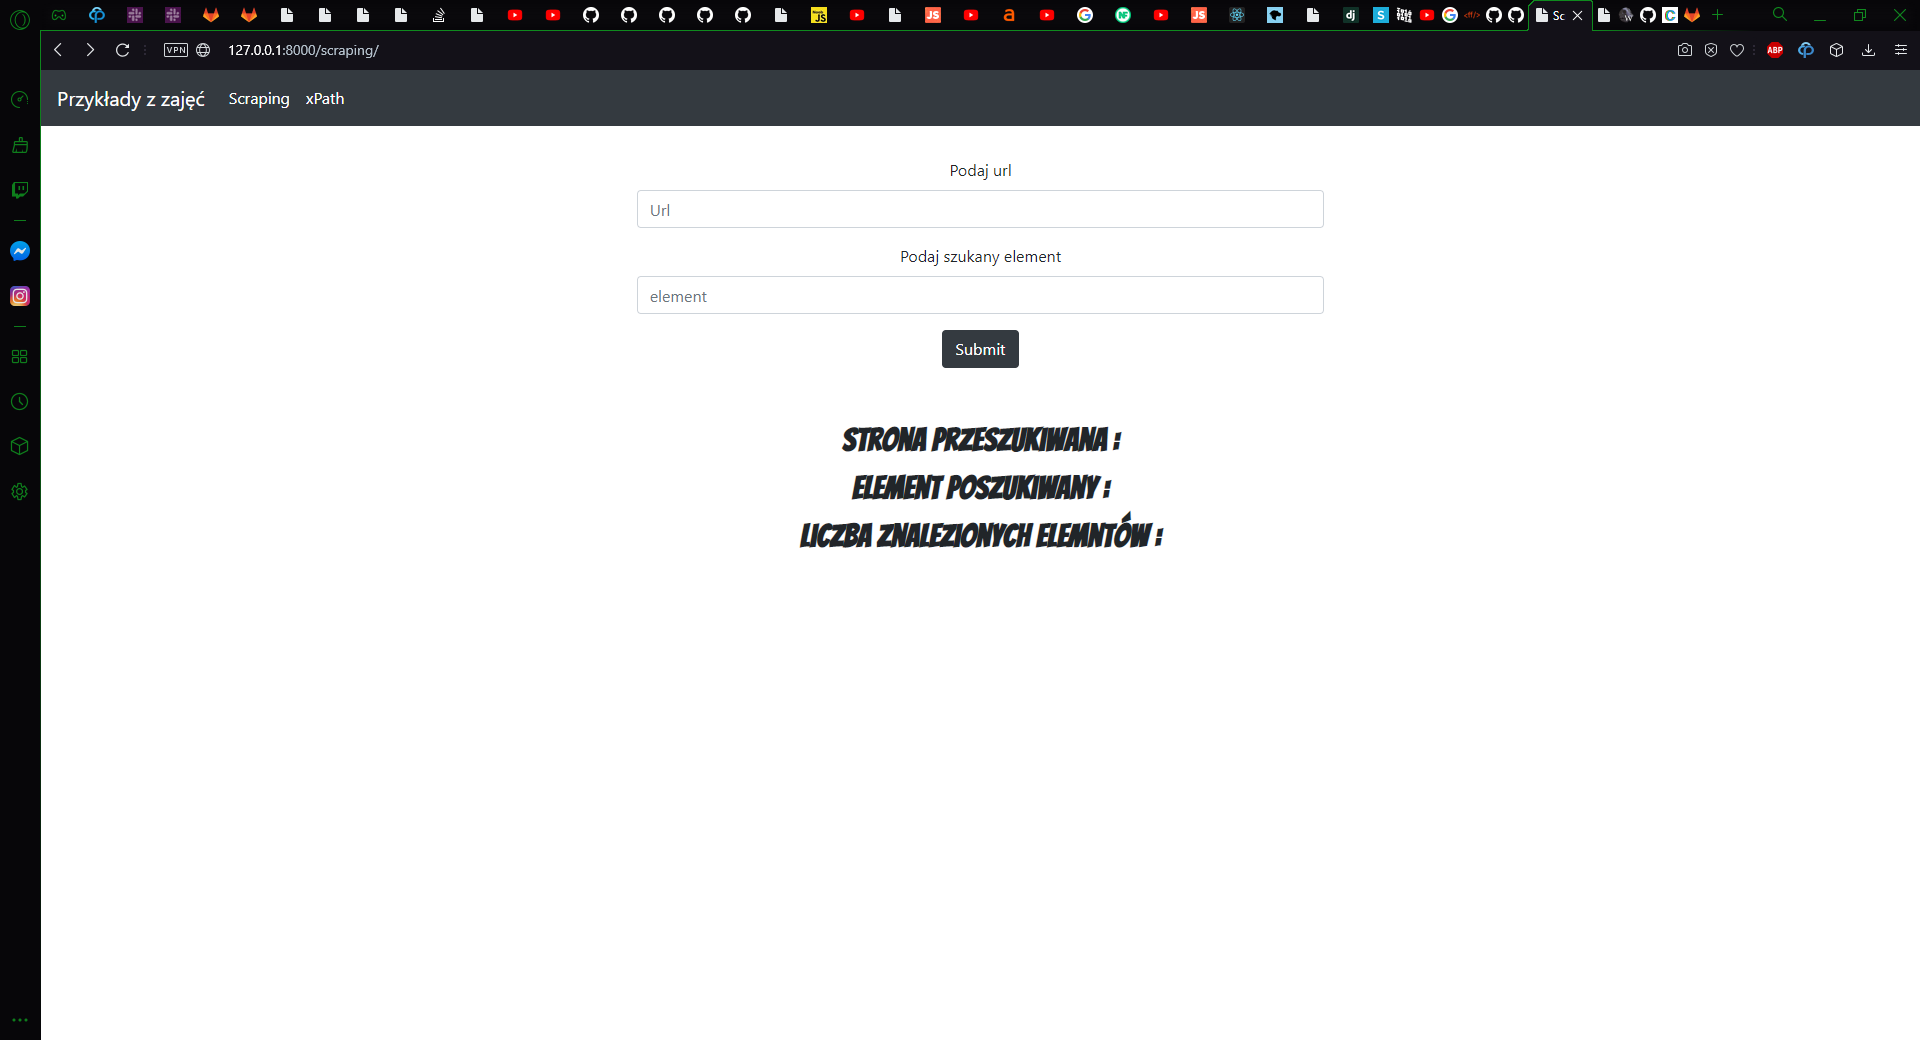 Sc
VPN
127.0.0.1:8000/scraping/
ABP
Przykłady z zajęć
Scraping
xPath
Podaj url
Url
Podaj szukany element
element
Submit
STRONA PRZESZUKIWANA :
ELEMENT POSZUKIWANY :
LICZBA ZNALEZIONYCH ELEMNTÓW :